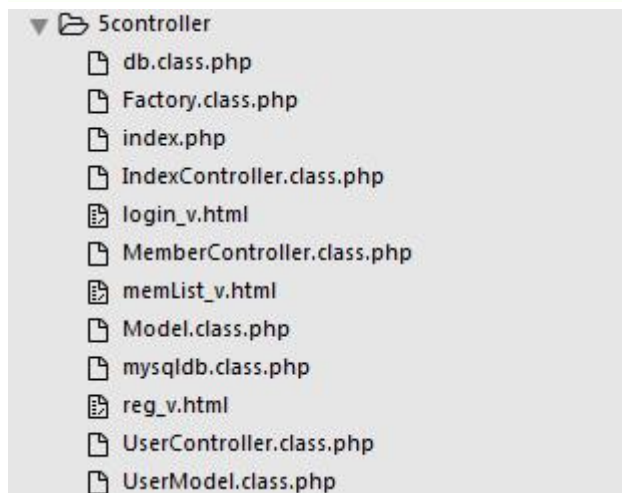 5controller
db.class.php
Factory.class.php
index.php
IndexController.class.php
login_v.html
MemberController.class.php
memList_v.html
Model.class.php
mysqldb.class.php
reg_v.html
UserController.class.php
UserModel.class.php